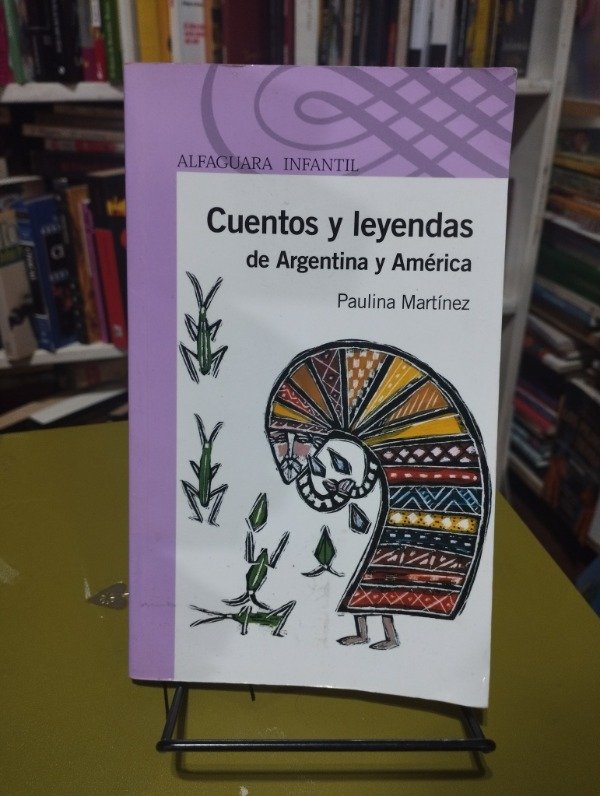 ALFAGUARA INFANTIL
Cuentos y leyendas
de Argentina y América
Paulina Martínez